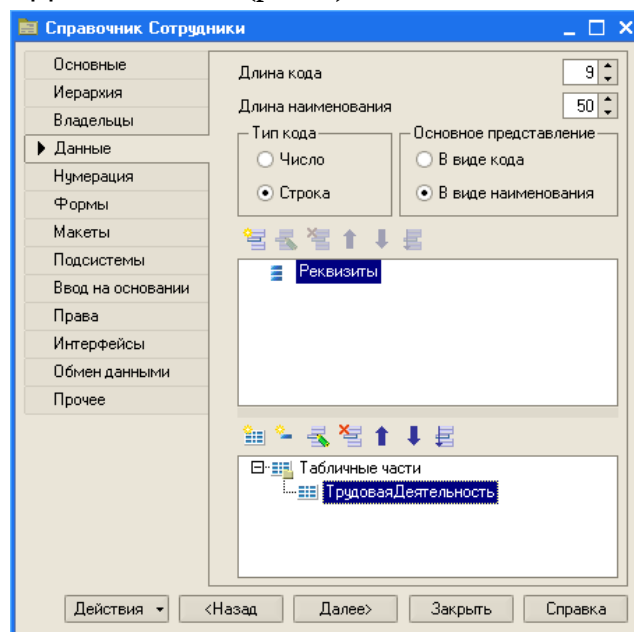 Справочник Сотрудники
Основные
Иерархия
Владельцы
Данные
Нумерация
Формы
Макеты
Подсистемы
Ввод на основании
Права
Интерфейсы
Обмен данными
Прочее
Длина кода 9
Длина наименования 50
Тип кода
Число
Строка
Основное представление
В виде кода
В виде наименования
Реквизиты
Табличные части
ТрудоваяДеятельность
Действия <Назад Далее> Закрыть Справка